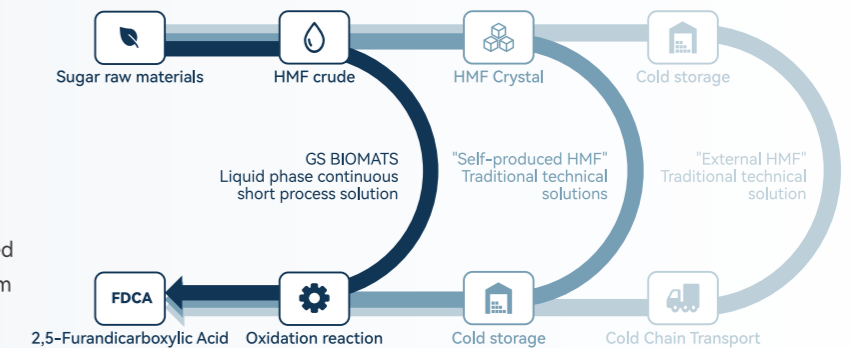 Sugar raw materials
HMF crude
HMF Crystal
Cold storage
GS BIOMATS
Liquid phase continuous
short process solution
"Self-produced HMF"
Traditional technical
solutions
"External HMF"
Traditional technical
solution
FDCA
2,5-Furandicarboxylic Acid
Oxidation reaction
Cold storage
Cold Chain Transport